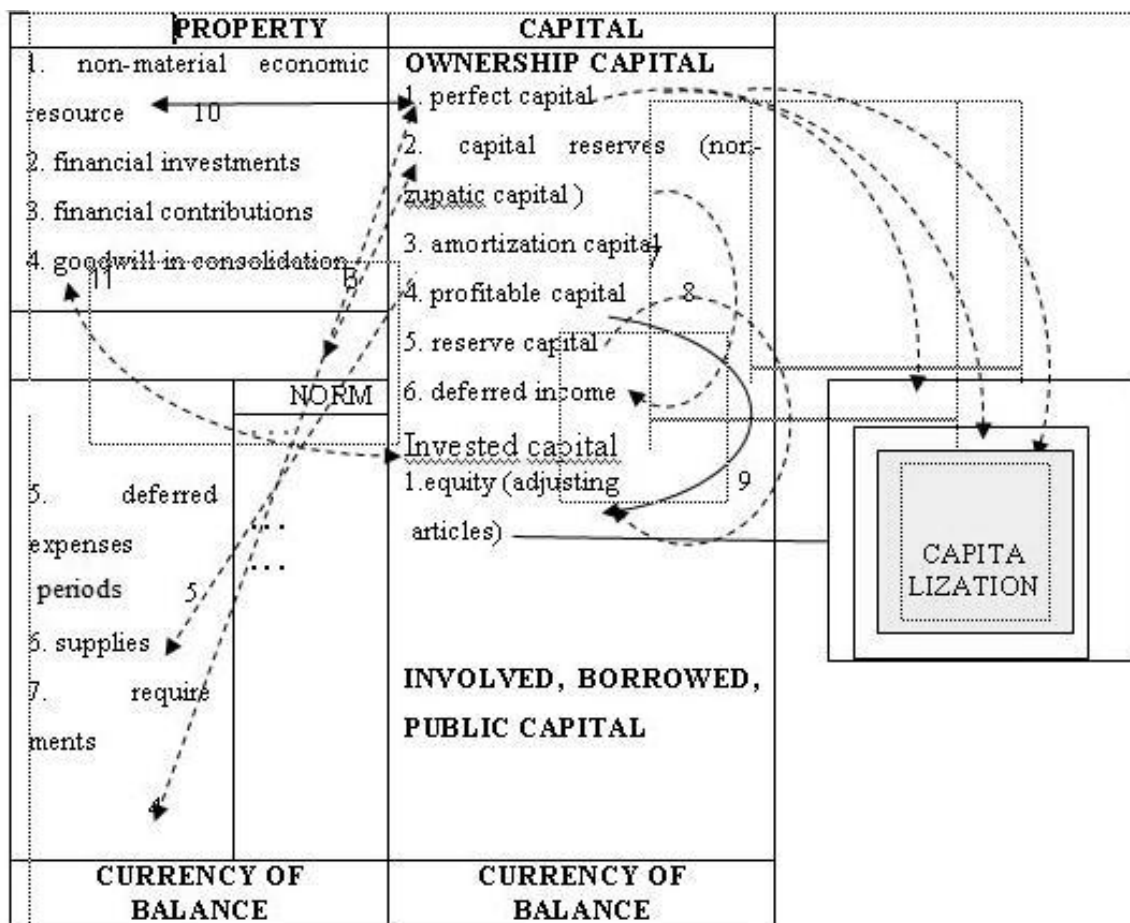 PROPERTY
1. non-material economic
resource 10
2. financial investments
3. financial contributions
4. goodwill in consolidation
11
NORM
...
5. deferred
expenses ...
periods 5 ...
6. supplies
7. require
ments
4
CURRENCY OF
BALANCE
CAPITAL
OWNERSHIP CAPITAL
1. perfect capital
2. capital reserves (non-
zupatic capital )
3. amortization capital
4. profitable capital 8
5. reserve capital
6. deferred income
Invested capital
1.equity (adjusting 9
articles)
INVOLVED, BORROWED,
PUBLIC CAPITAL
CURRENCY OF
BALANCE
CAPITA
LIZATION